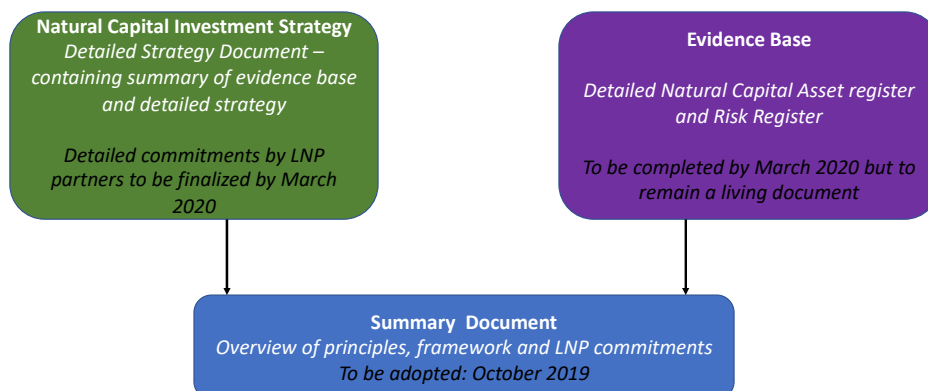 Natural Capital Investment Strategy
Detailed Strategy Document –
containing summary of evidence base
and detailed strategy
Detailed commitments by LNP
partners to be finalized by March
2020
Evidence Base
Detailed Natural Capital Asset register
and Risk Register
To be completed by March 2020 but to
remain a living document
Summary Document
Overview of principles, framework and LNP commitments
To be adopted: October 2019